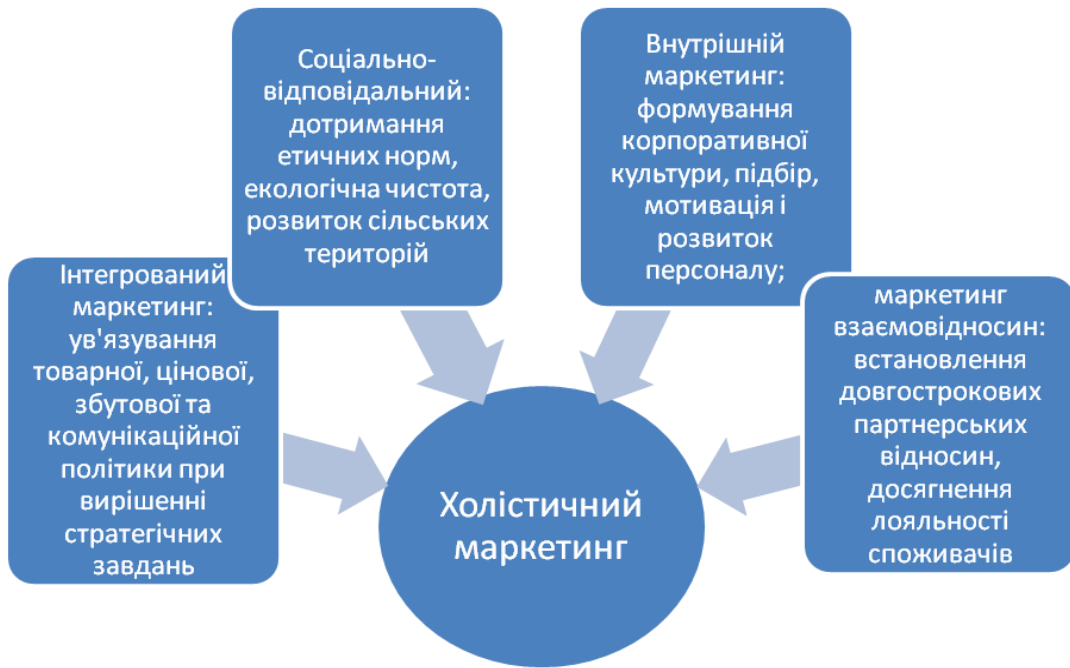 Соціально-
відповідальний:
дотримання
етичних норм,
екологічна чистота,
розвиток сільських
територій
Внутрішній
маркетинг:
формування
корпоративної
культури, підбір,
мотивація і
розвиток
персоналу;
Інтегрований
маркетинг:
ув'язування
товарної, цінової,
збутової та
комунікаційної
політики при
вирішенні
стратегічних
завдань
маркетинг
взаємовідносин:
встановлення
довгострокових
партнерських
відносин,
досягнення
лояльності
споживачів
Холістичний
маркетинг